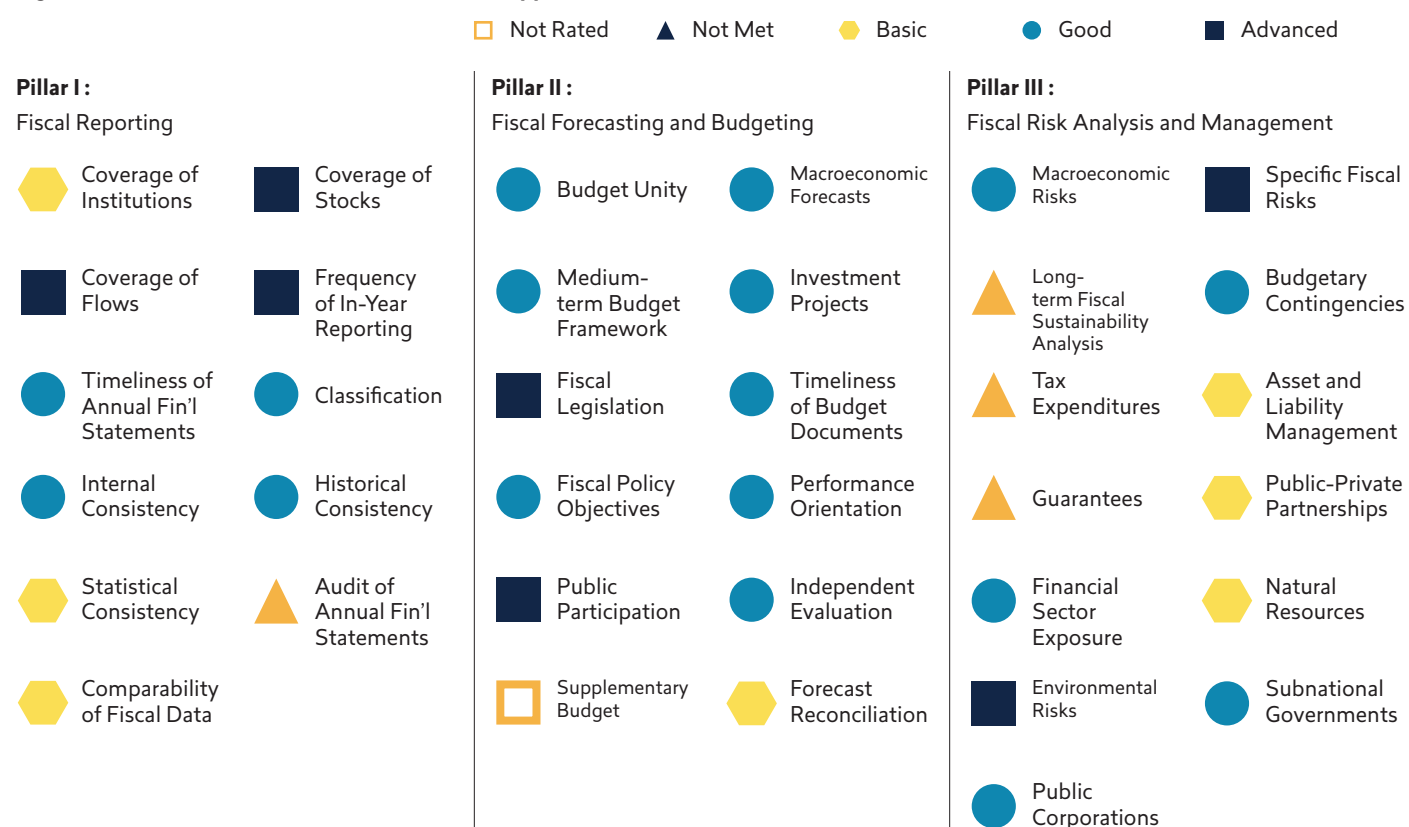 Not Rated
Not Met
Basic
Good
Advanced
Pillar I :
Fiscal Reporting
Coverage of
Institutions
Coverage of
Stocks
Coverage of
Flows
Frequency
of In-Year
Reporting
Timeliness of
Annual Fin'l
Statements
Classification
Internal
Consistency
Historical
Consistency
Statistical
Consistency
Audit of
Annual Fin'l
Statements
Comparability
of Fiscal Data
Pillar II :
Fiscal Forecasting and Budgeting
Budget Unity
Macroeconomic
Forecasts
Medium-
term Budget
Framework
Investment
Projects
Fiscal
Legislation
Timeliness
of Budget
Documents
Fiscal Policy
Objectives
Performance
Orientation
Public
Participation
Independent
Evaluation
Supplementary
Budget
Forecast
Reconciliation
Pillar III :
Fiscal Risk Analysis and Management
Macroeconomic
Risks
Specific Fiscal
Risks
Long-
term Fiscal
Sustainability
Analysis
Budgetary
Contingencies
Tax
Expenditures
Asset and
Liability
Management
Guarantees
Public-Private
Partnerships
Financial
Sector
Exposure
Natural
Resources
Environmental
Risks
Subnational
Governments
Public
Corporations